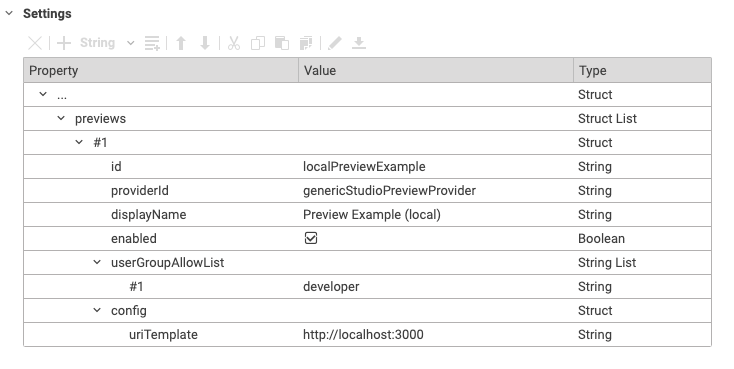 Settings
String
Property Value Type
... Struct
previews Struct List
#1 Struct
id localPreviewExample String
providerId genericStudioPreviewProvider String
displayName Preview Example (local) String
enabled Boolean
userGroupAllowList String List
#1 developer String
config Struct
uriTemplate http://localhost:3000 String